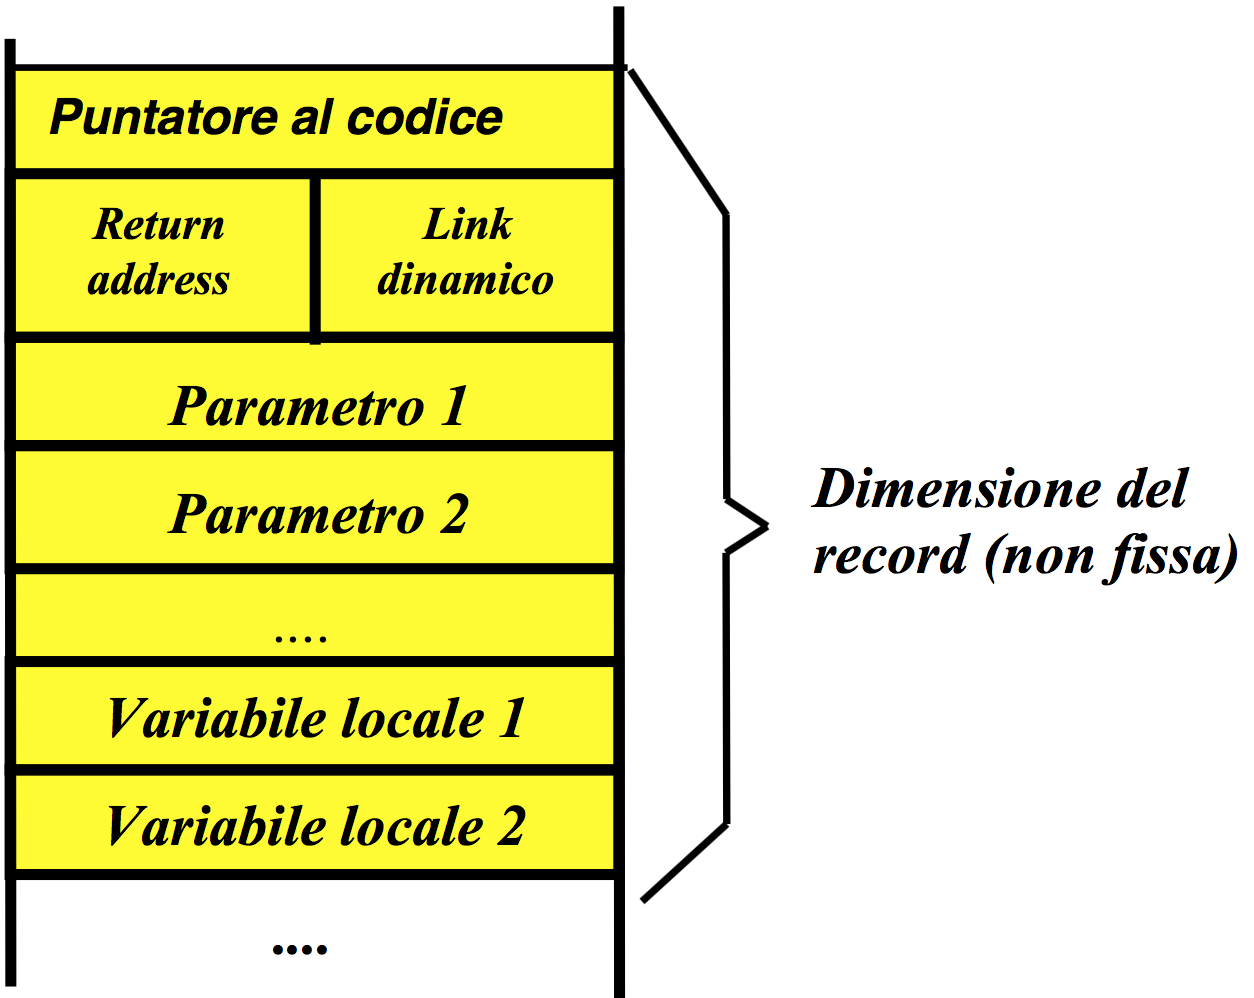 Puntatore al codice
Return
address
Link
dinamico
Parametro 1
Parametro 2
....
Variabile locale 1
Variabile locale 2
....
Dimensione del
record (non fissa)